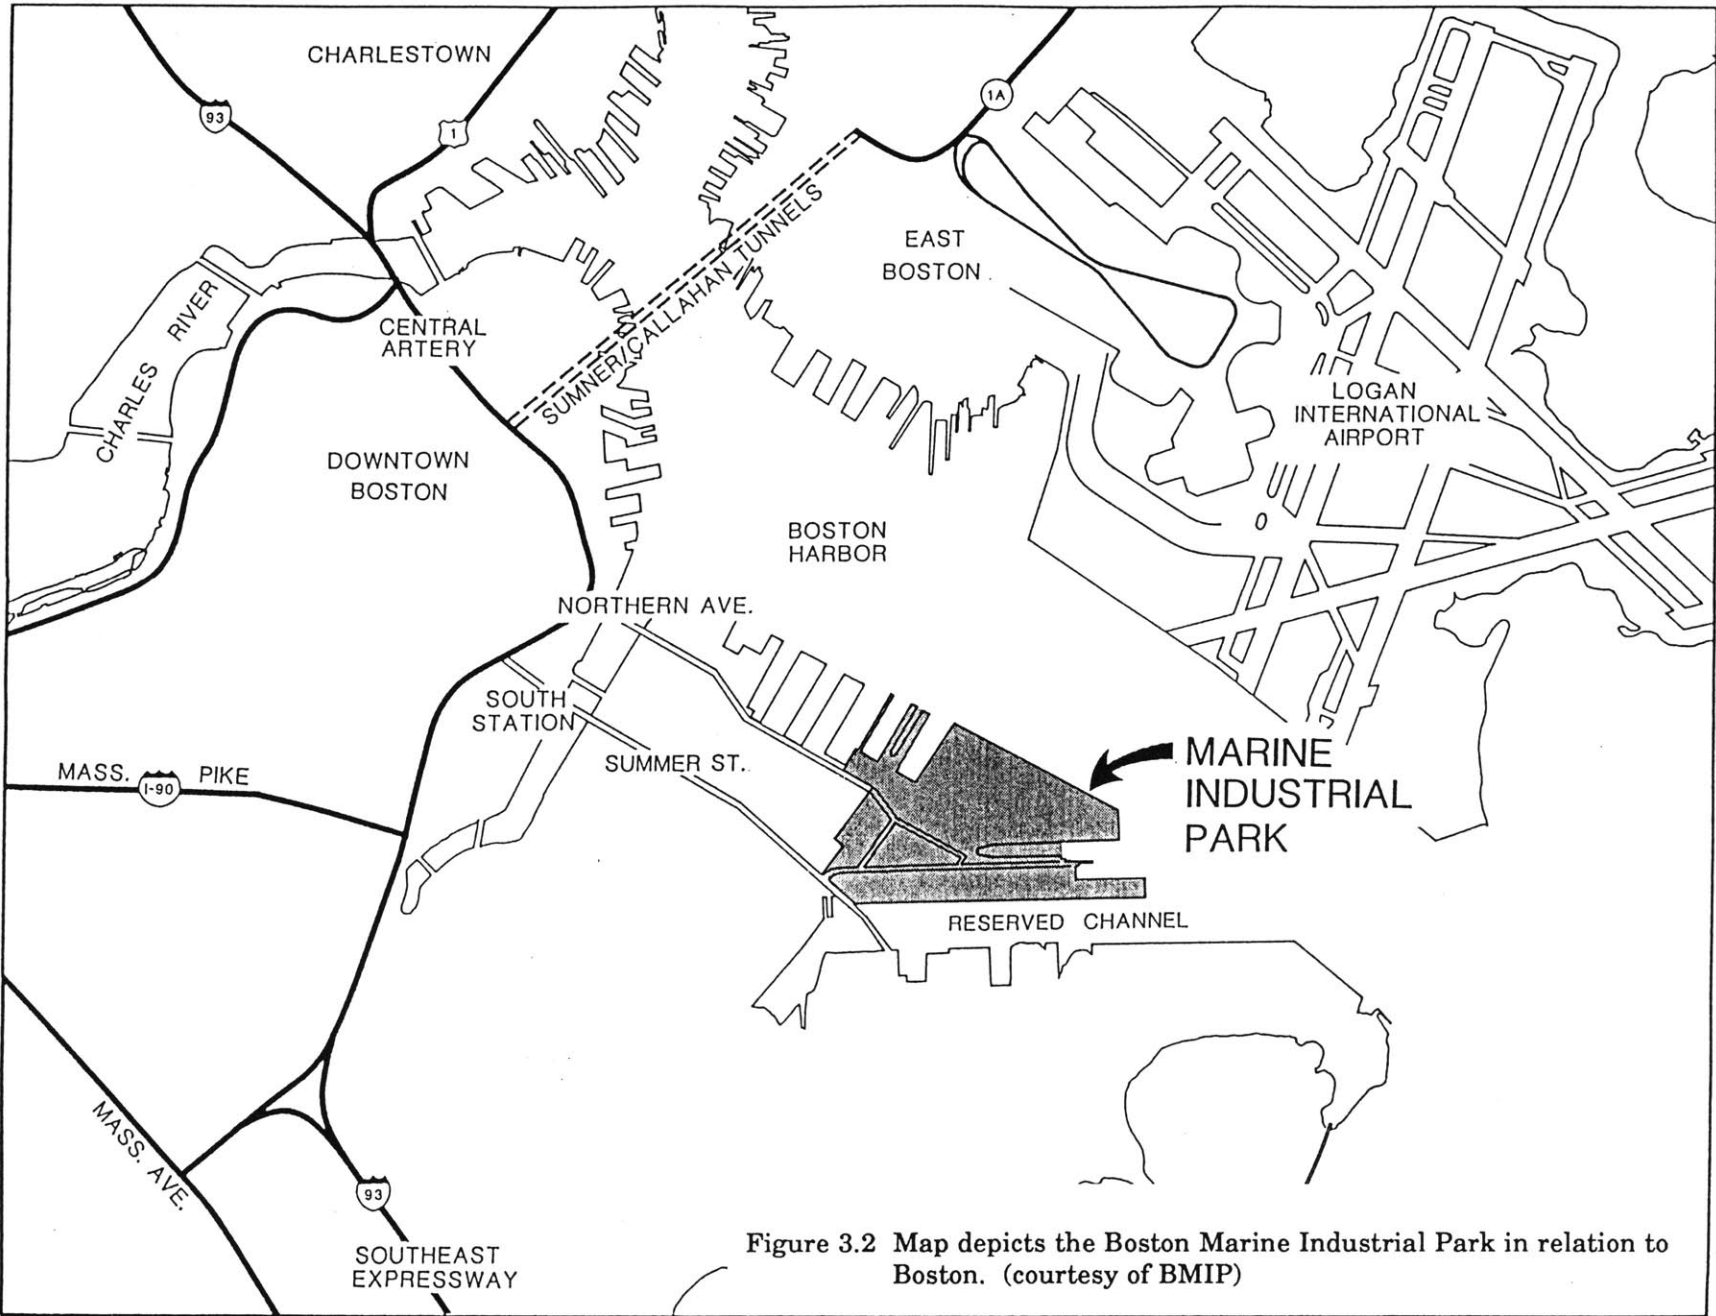 CHARLESTOWN
93
1
1A
SUMNER/CALLAHAN TUNNELS
EAST
BOSTON
CHARLES RIVER
CENTRAL
ARTERY
LOGAN
INTERNATIONAL
AIRPORT
DOWNTOWN
BOSTON
BOSTON
HARBOR
NORTHERN AVE.
SOUTH
STATION
SUMMER ST.
MASS. I-90 PIKE
MARINE
INDUSTRIAL
PARK
RESERVED CHANNEL
MASS. AVE.
93
SOUTHEAST
EXPRESSWAY
Figure 3.2 Map depicts the Boston Marine Industrial Park in relation to
Boston. (courtesy of BMIP)